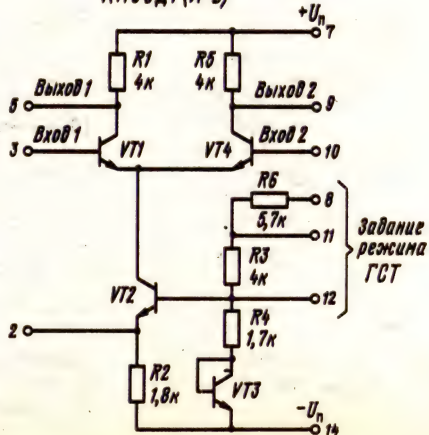 +Uп
7
R1
4к
R5
4к
5
Выход 1
Выход 2
9
3
Вход 1
VT1
VT4
Вход 2
10
R6
5,7к
8
11
R3
4к
Задание
режима
ГСТ
VT2
12
2
R4
1,7к
R2
1,8к
VT3
-Uп
14